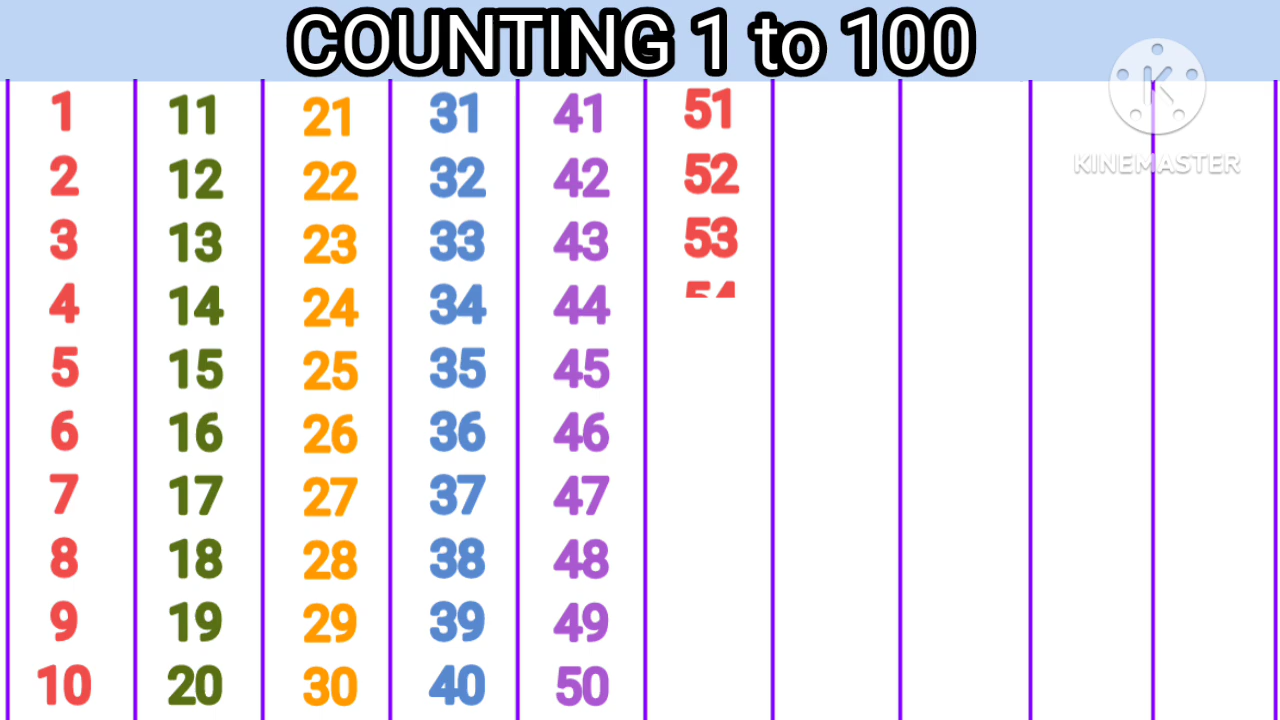 COUNTING 1 to 100
KINEMASTER
1 11 21 31 41 51
2 12 22 32 42 52
3 13 23 33 43 53
4 14 24 34 44 54
5 15 25 35 45
6 16 26 36 46
7 17 27 37 47
8 18 28 38 48
9 19 29 39 49
10 20 30 40 50